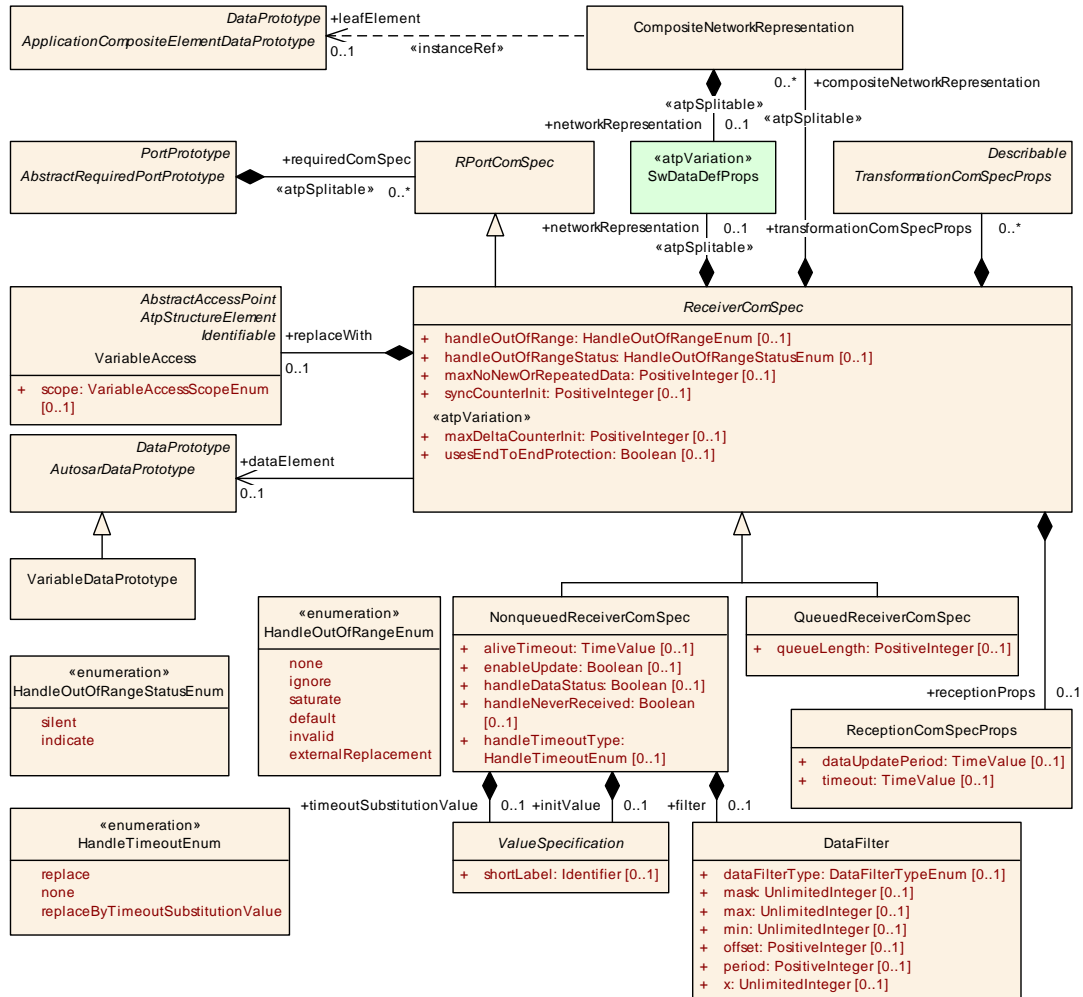 DataPrototype
ApplicationCompositeElementDataPrototype
+leafElement
0..1
«instanceRef»
CompositeNetworkRepresentation
0..*
+compositeNetworkRepresentation
«atpSplitable»
«atpSplitable»
+networkRepresentation
0..1
PortPrototype
AbstractRequiredPortPrototype
+requiredComSpec
«atpSplitable»
0..*
RPortComSpec
«atpVariation»
SwDataDefProps
Describable
TransformationComSpecProps
+networkRepresentation
0..1
«atpSplitable»
+transformationComSpecProps
0..*
AbstractAccessPoint
AtpStructureElement
Identifiable
VariableAccess
+ scope: VariableAccessScopeEnum
[0..1]
+replaceWith
0..1
ReceiverComSpec
+ handleOutOfRange: HandleOutOfRangeEnum [0..1]
+ handleOutOfRangeStatus: HandleOutOfRangeStatusEnum [0..1]
+ maxNoNewOrRepeatedData: PositiveInteger [0..1]
+ syncCounterInit: PositiveInteger [0..1]
«atpVariation»
+ maxDeltaCounterInit: PositiveInteger [0..1]
+ usesEndToEndProtection: Boolean [0..1]
DataPrototype
AutosarDataPrototype
+dataElement
0..1
VariableDataPrototype
«enumeration»
HandleOutOfRangeEnum
none
ignore
saturate
default
invalid
externalReplacement
NonqueuedReceiverComSpec
+ aliveTimeout: TimeValue [0..1]
+ enableUpdate: Boolean [0..1]
+ handleDataStatus: Boolean [0..1]
+ handleNeverReceived: Boolean
[0..1]
+ handleTimeoutType:
HandleTimeoutEnum [0..1]
QueuedReceiverComSpec
+ queueLength: PositiveInteger [0..1]
«enumeration»
HandleOutOfRangeStatusEnum
silent
indicate
+receptionProps
0..1
ReceptionComSpecProps
+ dataUpdatePeriod: TimeValue [0..1]
+ timeout: TimeValue [0..1]
+timeoutSubstitutionValue
0..1
+initValue
0..1
+filter
0..1
«enumeration»
HandleTimeoutEnum
replace
none
replaceByTimeoutSubstitutionValue
ValueSpecification
+ shortLabel: Identifier [0..1]
DataFilter
+ dataFilterType: DataFilterTypeEnum [0..1]
+ mask: UnlimitedInteger [0..1]
+ max: UnlimitedInteger [0..1]
+ min: UnlimitedInteger [0..1]
+ offset: PositiveInteger [0..1]
+ period: PositiveInteger [0..1]
+ x: UnlimitedInteger [0..1]